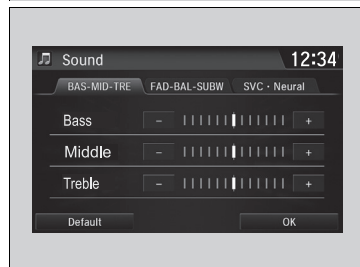 Sound 12:34
BAS-MID-TRE FAD-BAL-SUBW SVC・Neural
Bass - +
Middle - +
Treble - +
Default OK